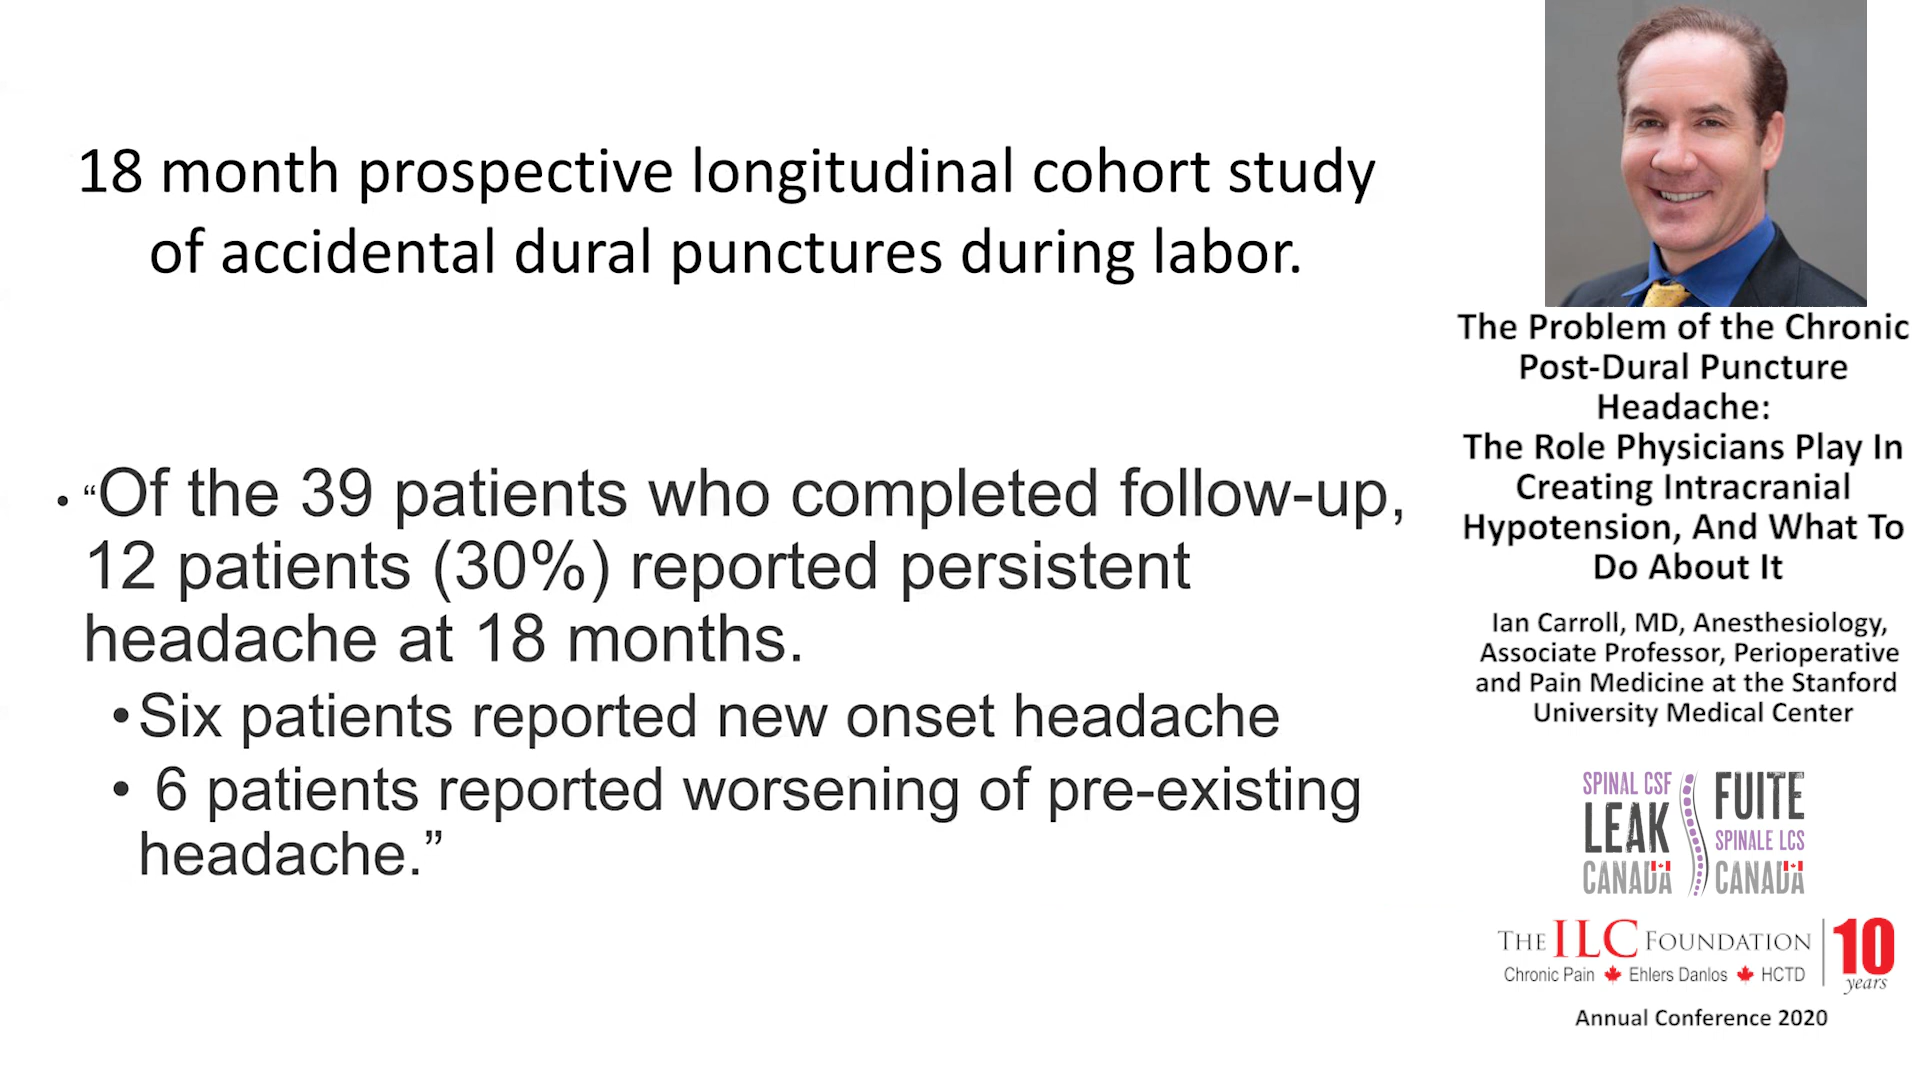 18 month prospective longitudinal cohort study
of accidental dural punctures during labor.
• “Of the 39 patients who completed follow-up,
12 patients (30%) reported persistent
headache at 18 months.
• Six patients reported new onset headache
• 6 patients reported worsening of pre-existing
headache.”
The Problem of the Chronic
Post-Dural Puncture
Headache:
The Role Physicians Play In
Creating Intracranial
Hypotension, And What To
Do About It
Ian Carroll, MD, Anesthesiology,
Associate Professor, Perioperative
and Pain Medicine at the Stanford
University Medical Center
SPINAL CSF
LEAK
CANADA
FUITE
SPINALE LCS
CANADA
THE ILC FOUNDATION
Chronic Pain Ehlers Danlos HCTD
10
years
Annual Conference 2020